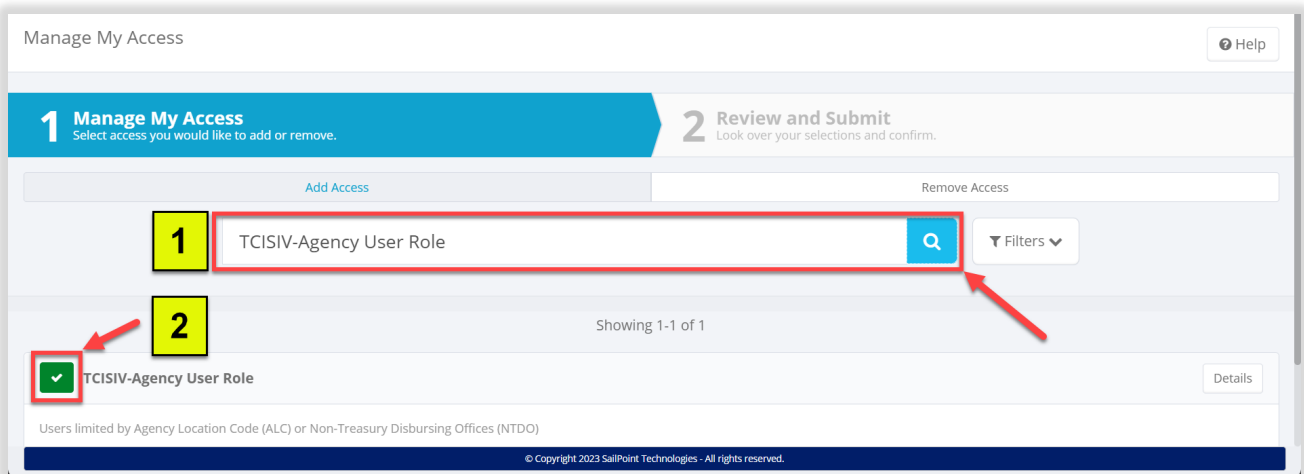 Manage My Access
Help
1 Manage My Access
Select access you would like to add or remove.
2 Review and Submit
Look over your selections and confirm.
Add Access
Remove Access
1
TCISIV-Agency User Role
Filters
2
Showing 1-1 of 1
TCISIV-Agency User Role
Details
Users limited by Agency Location Code (ALC) or Non-Treasury Disbursing Offices (NTDO)
© Copyright 2023 SailPoint Technologies - All rights reserved.